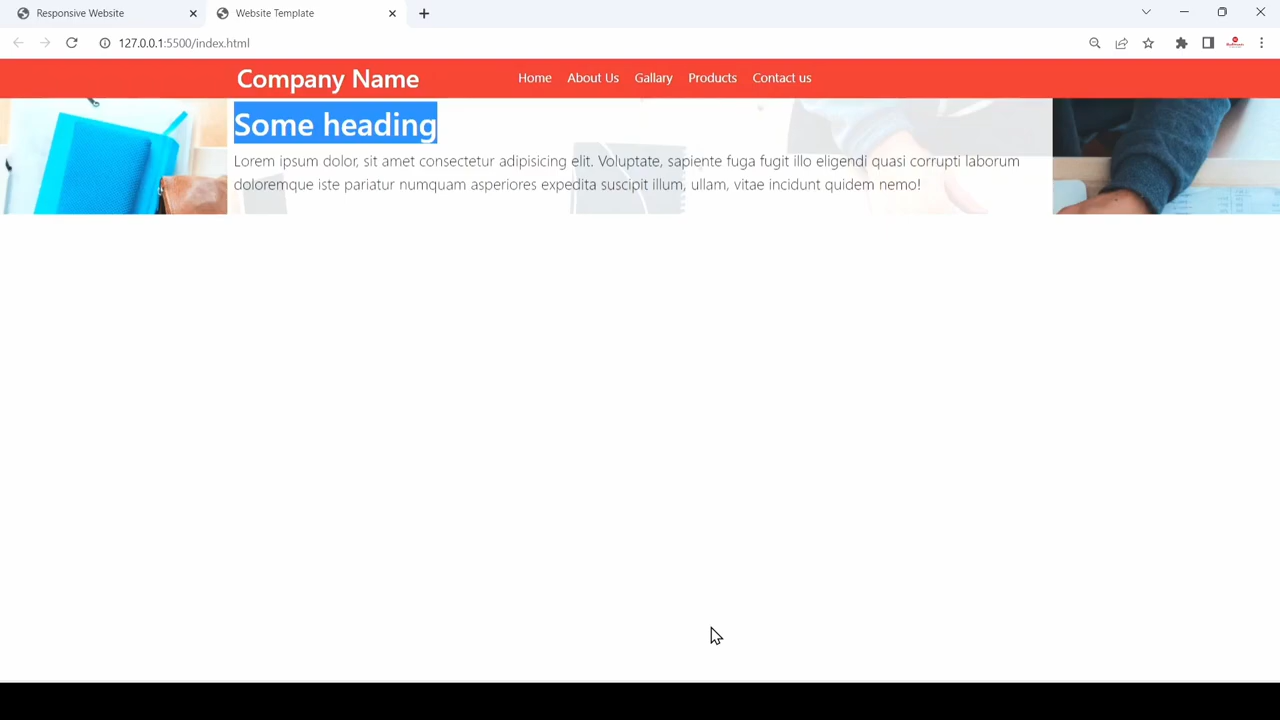 Responsive Website
Website Template
127.0.0.1:5500/index.html
Company Name
Home About Us Gallary Products Contact us
Some heading
Lorem ipsum dolor, sit amet consectetur adipisicing elit. Voluptate, sapiente fuga fugit illo eligendi quasi corrupti laborum
doloremque iste pariatur numquam asperiores expedita suscipit illum, ullam, vitae incidunt quidem nemo!